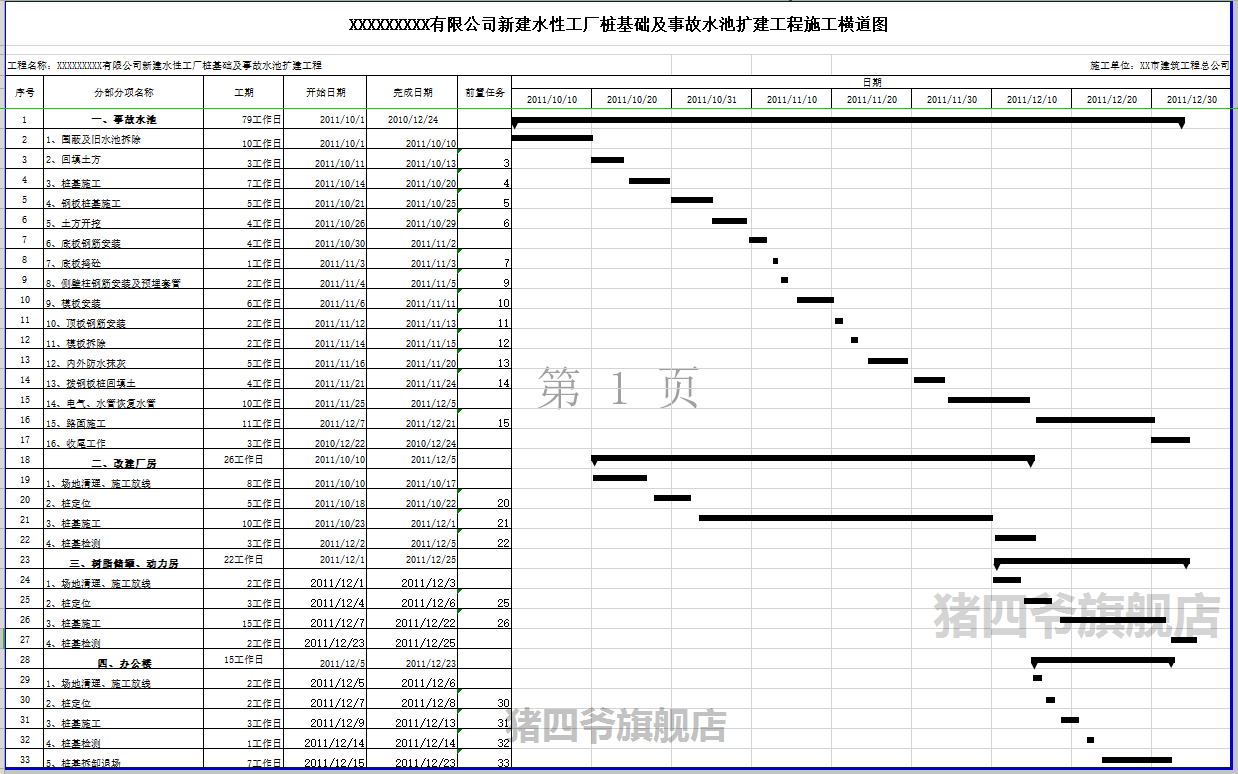 XXXXXXXXX有限公司新建水性工厂桩基础及事故水池扩建工程施工横道图
工程名称：XXXXXXXXX有限公司新建水性工厂桩基础及事故水池扩建工程 施工单位：XX市建筑工程总公司
序号 分部分项名称 工期 开始日期 完成日期 前置任务 日期
2011/10/10 2011/10/20 2011/10/31 2011/11/10 2011/11/20 2011/11/30 2011/12/10 2011/12/20 2011/12/30
1 一、事故水池 79工作日 2011/10/1 2010/12/24
2 1、围蔽及旧水池拆除 10工作日 2011/10/1 2011/10/10
3 2、回填土方 3工作日 2011/10/11 2011/10/13 3
4 3、桩基施工 7工作日 2011/10/14 2011/10/20 4
5 4、钢板桩基施工 5工作日 2011/10/21 2011/10/25 5
6 5、土方开挖 4工作日 2011/10/26 2011/10/29 6
7 6、底板钢筋安装 4工作日 2011/10/30 2011/11/2
8 7、底板捣砼 1工作日 2011/11/3 2011/11/3 7
9 8、侧壁柱钢筋安装及预埋套管 2工作日 2011/11/4 2011/11/5 9
10 9、模板安装 6工作日 2011/11/6 2011/11/11 10
11 10、顶板钢筋安装 2工作日 2011/11/12 2011/11/13 11
12 11、模板拆除 2工作日 2011/11/14 2011/11/15 12
13 12、内外防水抹灰 5工作日 2011/11/16 2011/11/20 13
14 13、拨钢板桩回填土 4工作日 2011/11/21 2011/11/24 14
15 14、电气、水管恢复水管 10工作日 2011/11/25 2011/12/5
16 15、路面施工 11工作日 2011/12/7 2011/12/21 15
17 16、收尾工作 3工作日 2010/12/22 2010/12/24
18 二、改建厂房 26工作日 2011/10/10 2011/12/5
19 1、场地清理、施工放线 8工作日 2011/10/10 2011/10/17
20 2、桩定位 5工作日 2011/10/18 2011/10/22 20
21 3、桩基施工 10工作日 2011/10/23 2011/12/1 21
22 4、桩基检测 3工作日 2011/12/2 2011/12/5 22
23 三、树脂储罐、动力房 22工作日 2011/12/1 2011/12/25
24 1、场地清理、施工放线 2工作日 2011/12/1 2011/12/3
25 2、桩定位 3工作日 2011/12/4 2011/12/6 25
26 3、桩基施工 15工作日 2011/12/7 2011/12/22 26
27 4、桩基检测 2工作日 2011/12/23 2011/12/25
28 四、办公楼 15工作日 2011/12/5 2011/12/23
29 1、场地清理、施工放线 2工作日 2011/12/5 2011/12/6
30 2、桩定位 2工作日 2011/12/7 2011/12/8 30
31 3、桩基施工 3工作日 2011/12/9 2011/12/13 31
32 4、桩基检测 1工作日 2011/12/14 2011/12/14 32
33 5、桩基拆卸退场 7工作日 2011/12/15 2011/12/23 33
第 1 页
猪四爷旗舰店
猪四爷旗舰店